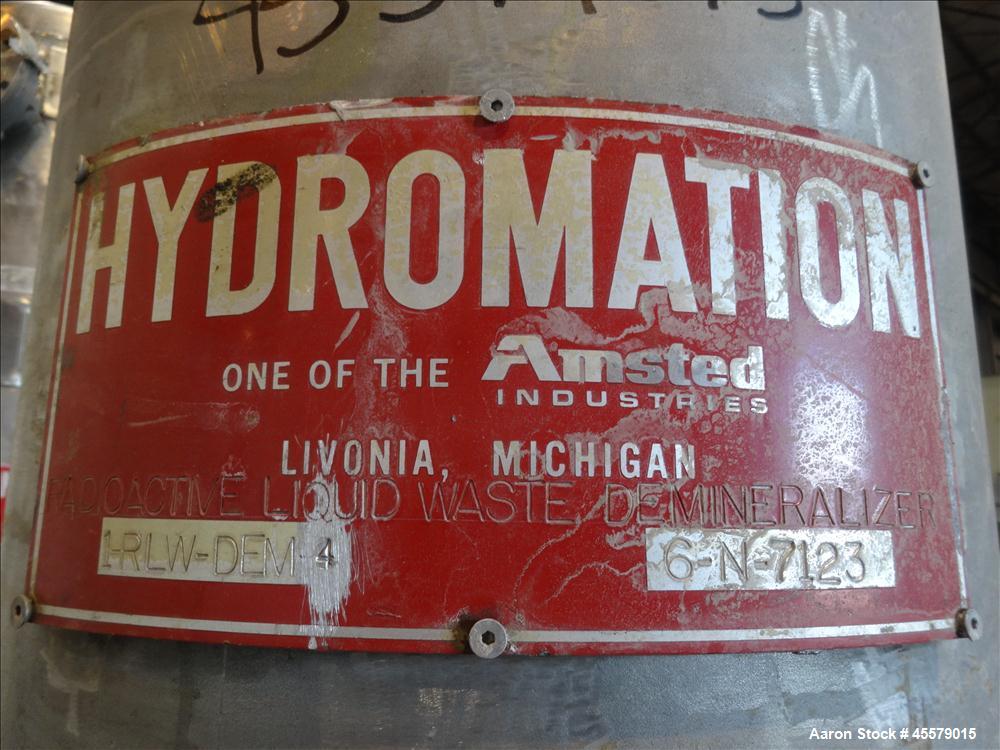 HYDROMATION
ONE OF THE Amsted
INDUSTRIES
LIVONIA, MICHIGAN
RADIOACTIVE LIQUID WASTE DEMINERALIZER
1-RLW-DEM-4 6-N-7123
Aaron Stock # 45579015